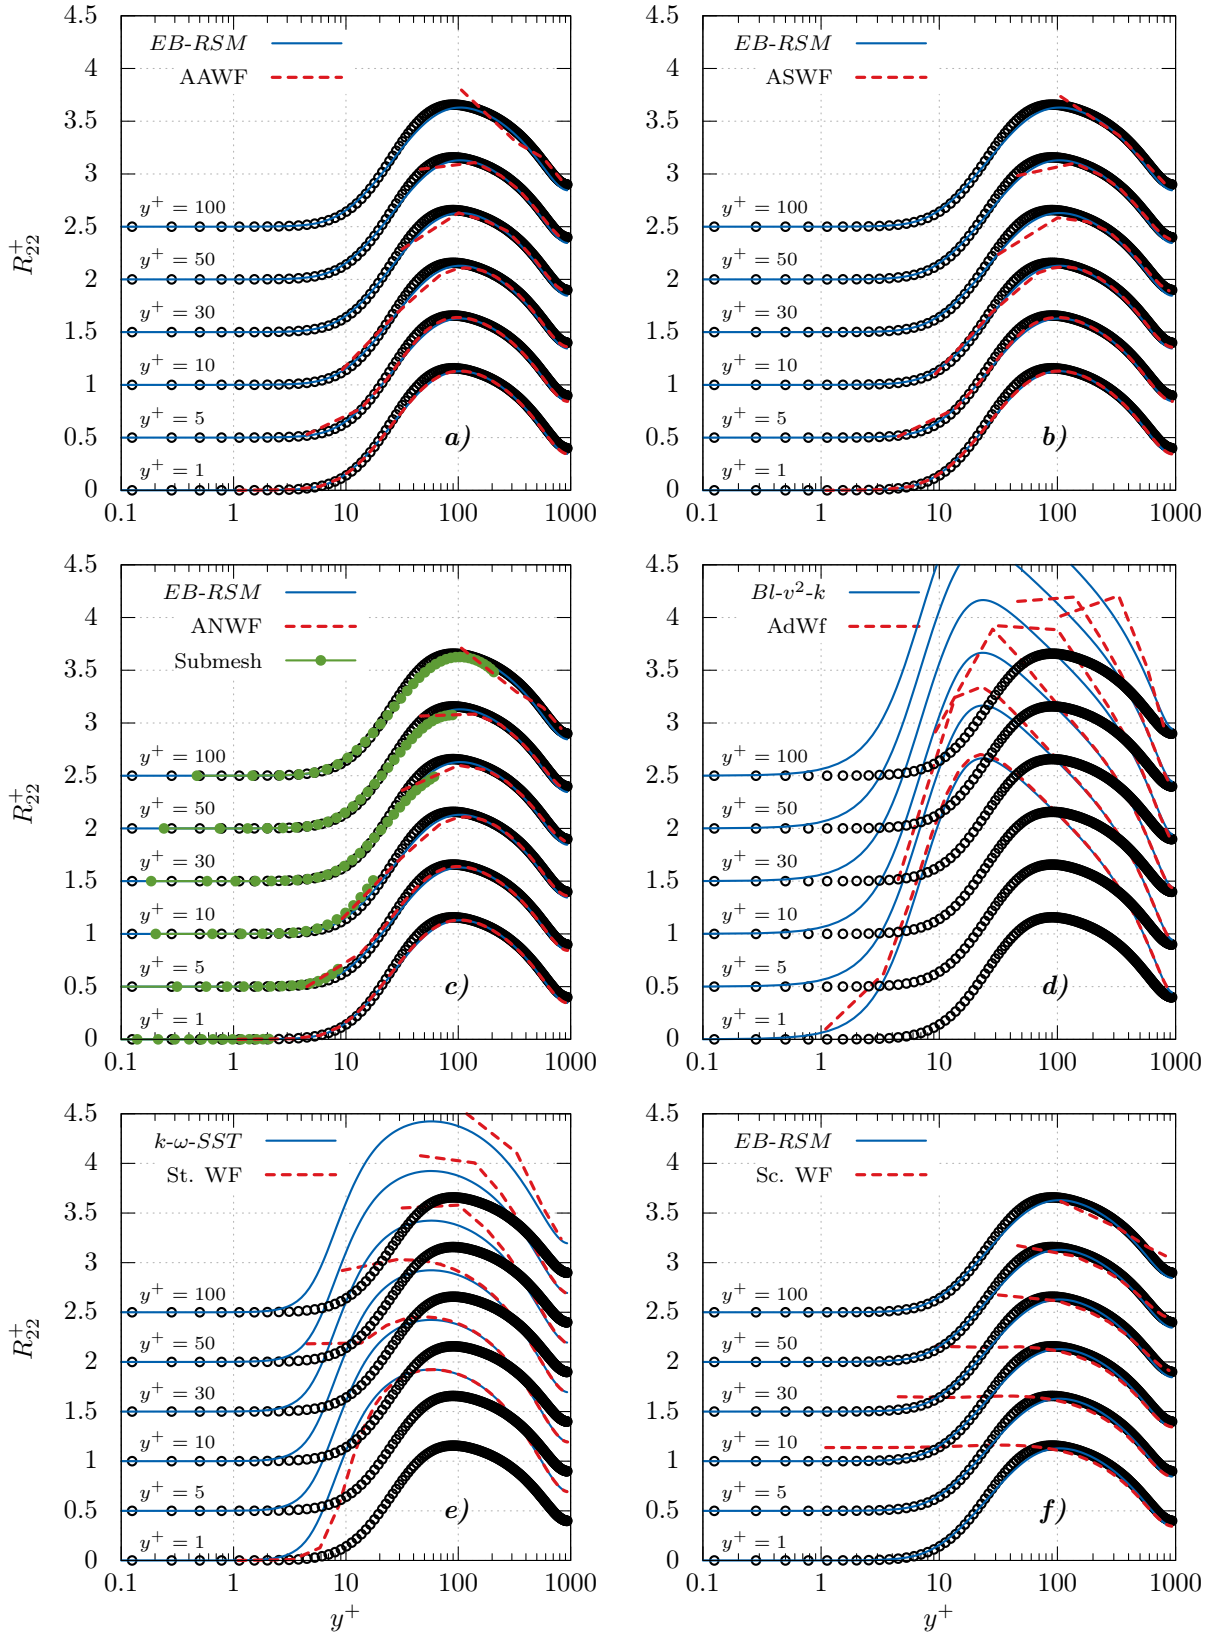 4.5
4
3.5
3
2.5
2
1.5
1
0.5
0
R₂₂⁺
EB-RSM
AAWF
y⁺ = 100
y⁺ = 50
y⁺ = 30
y⁺ = 10
y⁺ = 5
y⁺ = 1
a)
0.1 1 10 100 1000
4.5
4
3.5
3
2.5
2
1.5
1
0.5
0
EB-RSM
ASWF
y⁺ = 100
y⁺ = 50
y⁺ = 30
y⁺ = 10
y⁺ = 5
y⁺ = 1
b)
0.1 1 10 100 1000
4.5
4
3.5
3
2.5
2
1.5
1
0.5
0
R₂₂⁺
EB-RSM
ANWF
Submesh
y⁺ = 100
y⁺ = 50
y⁺ = 30
y⁺ = 10
y⁺ = 5
y⁺ = 1
c)
0.1 1 10 100 1000
4.5
4
3.5
3
2.5
2
1.5
1
0.5
0
Bl-v²-k
AdWf
y⁺ = 100
y⁺ = 50
y⁺ = 30
y⁺ = 10
y⁺ = 5
y⁺ = 1
d)
0.1 1 10 100 1000
4.5
4
3.5
3
2.5
2
1.5
1
0.5
0
R₂₂⁺
k-ω-SST
St. WF
y⁺ = 100
y⁺ = 50
y⁺ = 30
y⁺ = 10
y⁺ = 5
y⁺ = 1
e)
0.1 1 10 100 1000
y⁺
4.5
4
3.5
3
2.5
2
1.5
1
0.5
0
EB-RSM
Sc. WF
y⁺ = 100
y⁺ = 50
y⁺ = 30
y⁺ = 10
y⁺ = 5
y⁺ = 1
f)
0.1 1 10 100 1000
y⁺